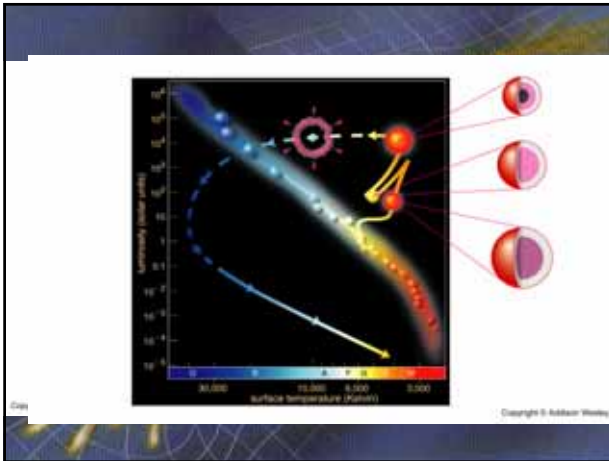 luminosity (solar units)
10⁶
10⁵
10⁴
10³
10²
10
1
0.1
10⁻²
10⁻³
10⁻⁴
10⁻⁵
O B A F G M
30,000 10,000 6,000 3,000
surface temperature (Kelvin)
Copyright © Addison Wesley